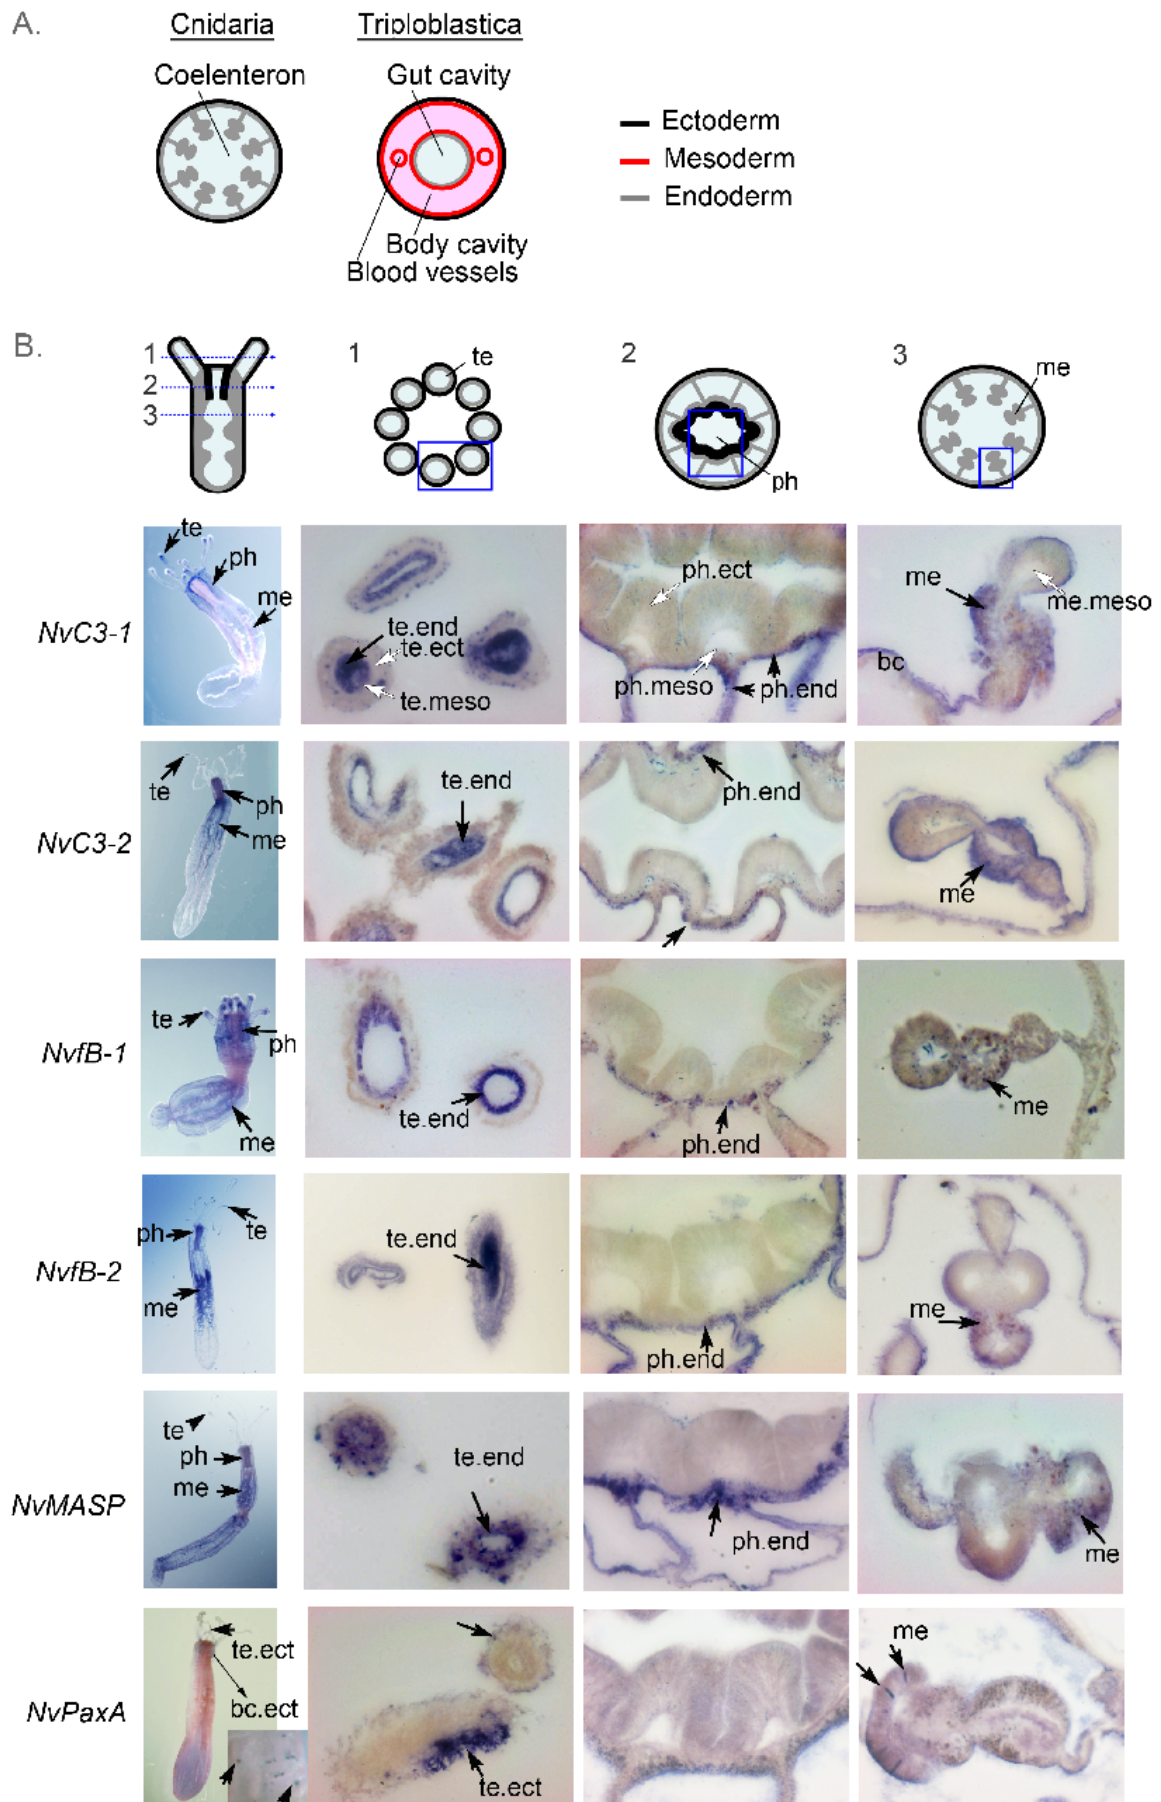 A.
Cnidaria
Triploblastica
Coelenteron
Gut cavity
Ectoderm
Mesoderm
Endoderm
Body cavity
Blood vessels
B.
1
2
3
1
te
2
ph
3
me
NvC3-1
te
ph
me
te.end
te.ect
te.meso
ph.ect
ph.meso
ph.end
me
me.meso
bc
NvC3-2
te
ph
me
te.end
ph.end
me
NvfB-1
te
ph
me
te.end
ph.end
me
NvfB-2
ph
te
me
te.end
ph.end
me
NvMASP
te
ph
me
te.end
ph.end
me
NvPaxA
te.ect
bc.ect
te.ect
me